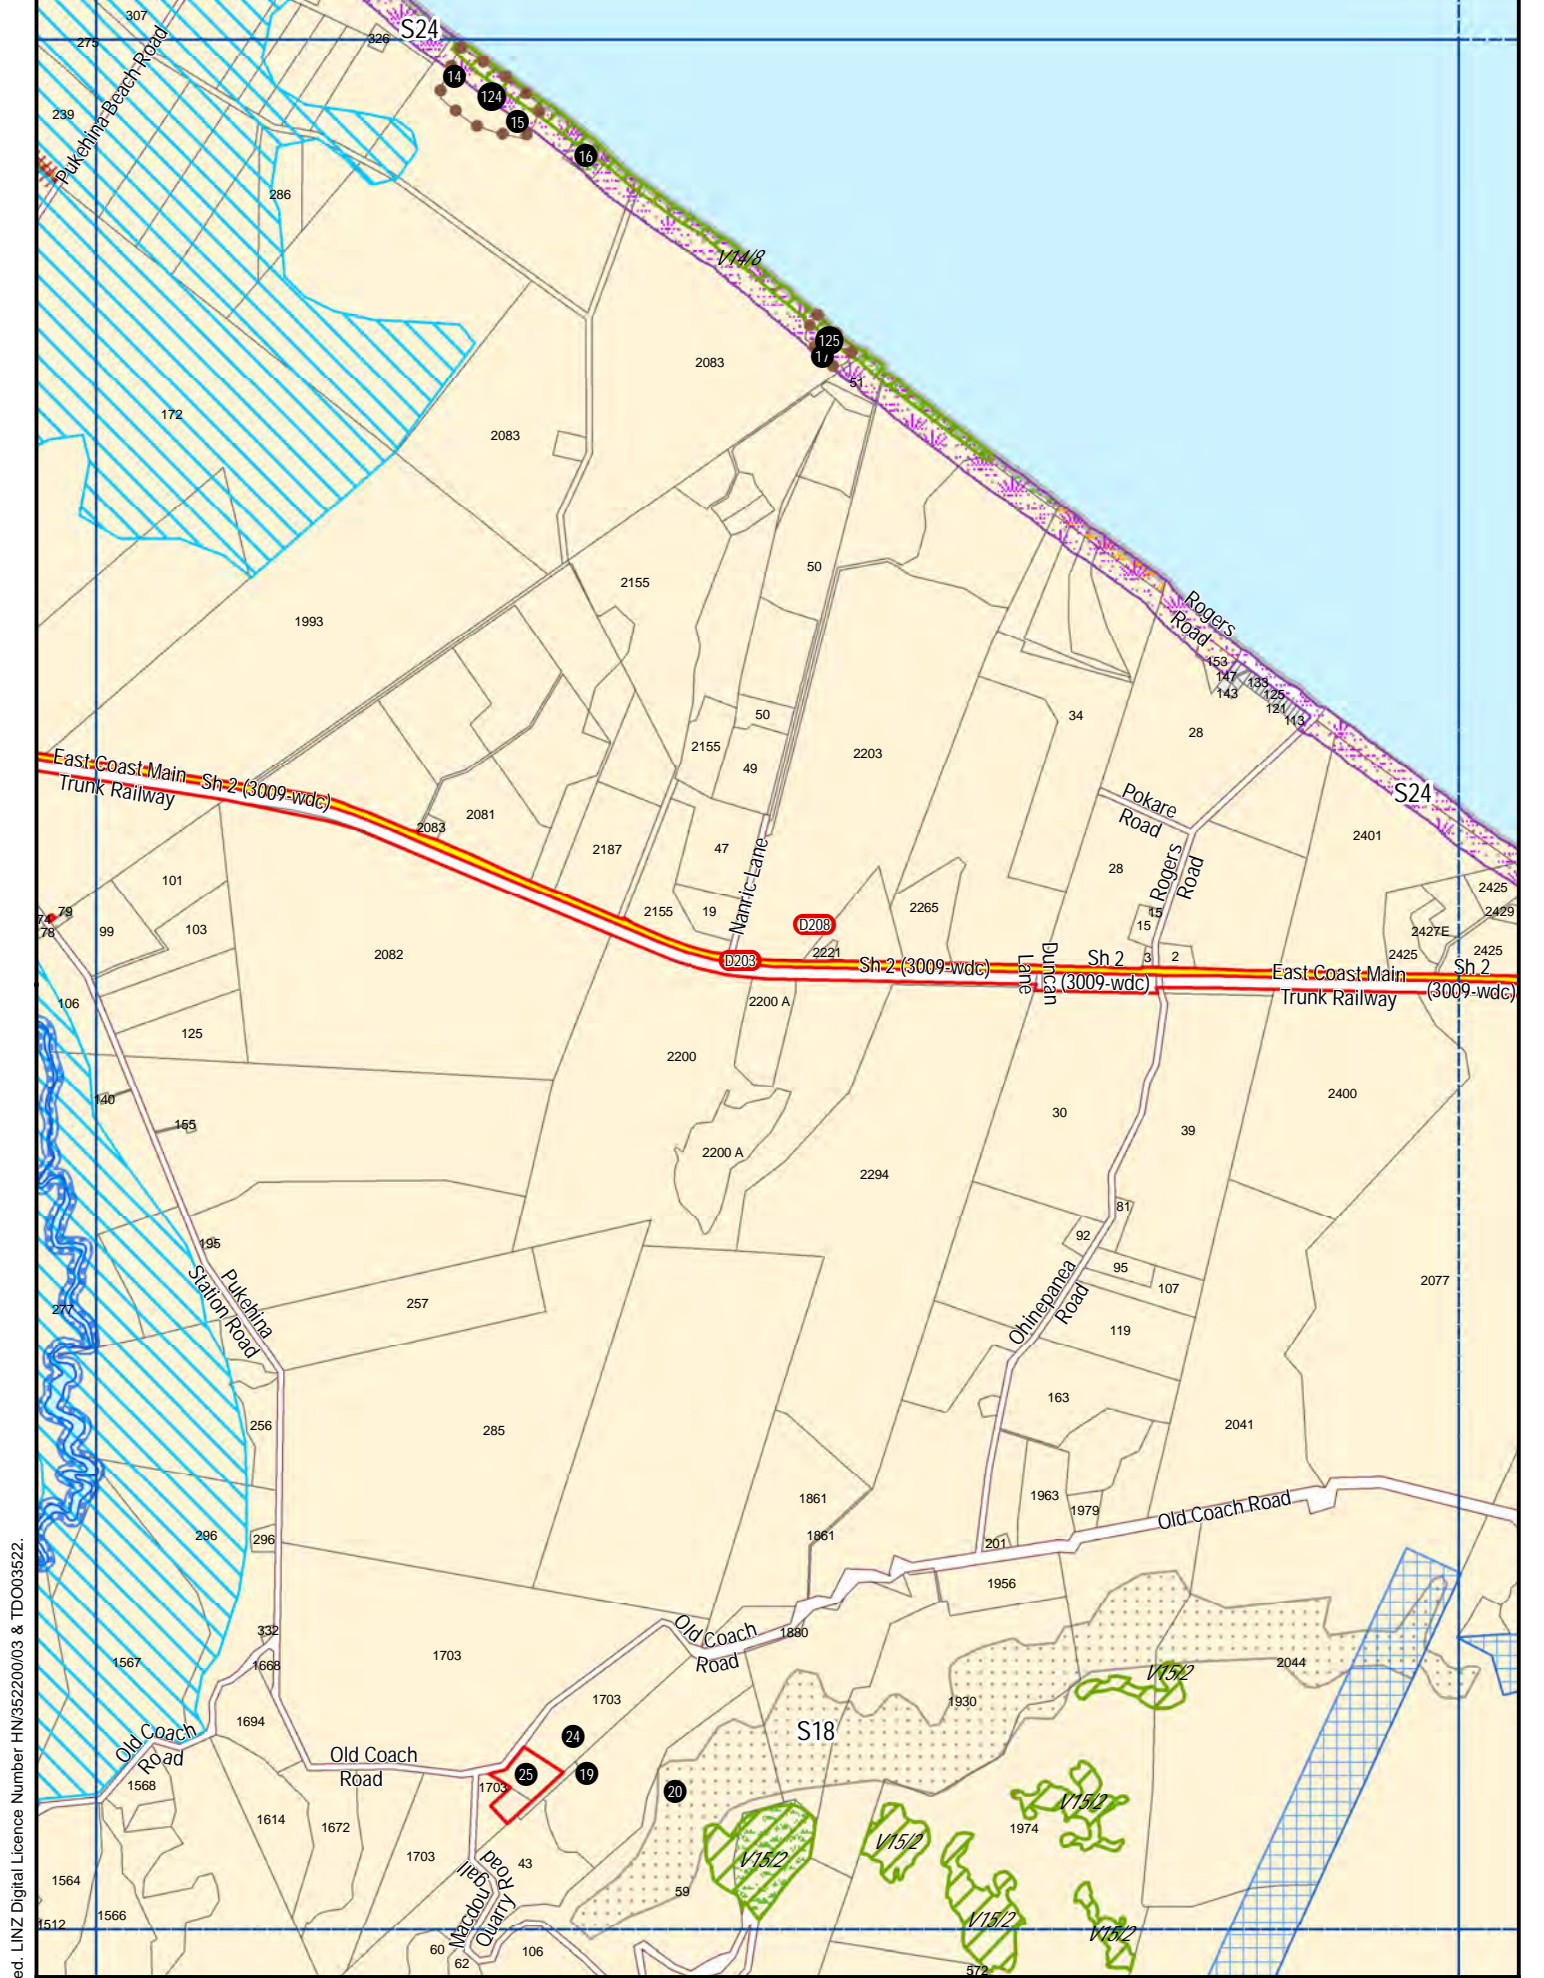 307
S24
275
326
Pukehina Beach Road
14
124
239
15
16
286
V14/8
125
17
2083
51
172
2083
50
2155
1993
Rogers
Road
153
147
133
143
125
121
113
50
34
28
2155
2203
49
East Coast Main
Trunk Railway
Sh 2 (3009-wdc)
S24
Pokare
Road
2081
2083
2401
2187
47
Nanric Lane
28
Rogers
Road
101
2425
2155
19
2265
15
15
2429
74
79
78
99
103
D208
2427E
2082
2221
2425
2425
D203
Sh 2 (3009-wdc)
Duncan
Lane
Sh 2
(3009-wdc)
3
2
East Coast Main
Trunk Railway
Sh 2
(3009-wdc)
106
2200 A
125
2200
140
30
2400
155
39
2200 A
2294
81
195
92
Pukehina
Station Road
95
2077
257
107
277
Ohinepanea
Road
119
163
256
285
2041
1861
1963
1979
Old Coach Road
296
296
1861
201
1956
332
Old Coach
Road
1880
1567
1668
1703
2044
V15/2
1703
1930
1694
S18
Old Coach
Road
24
Old Coach
Road
25
19
1568
1703
20
V15/2
1614
1672
1974
V15/2
1703
43
V15/2
Macdou
gall
Quarry Road
1564
59
1512
1566
V15/2
V15/2
60
106
62
572
ed. LINZ Digital Licence Number HN/352200/03 & TDO03522.